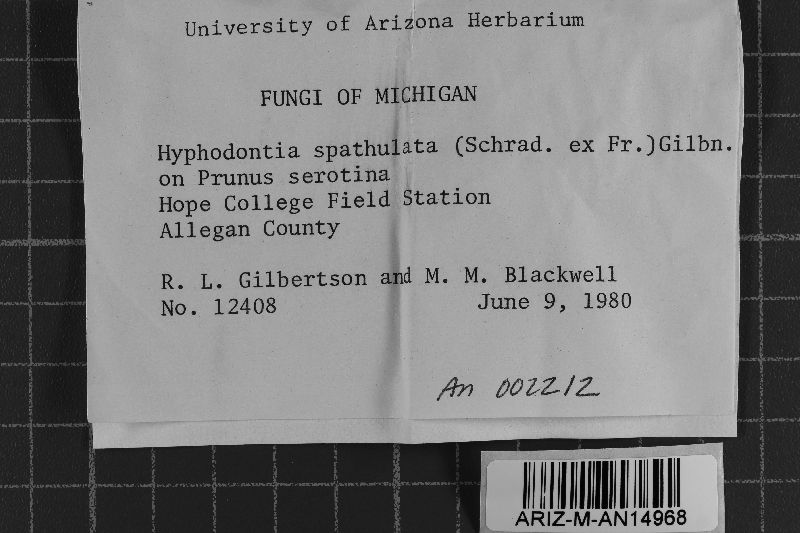 University of Arizona Herbarium
FUNGI OF MICHIGAN
Hyphodontia spathulata (Schrad. ex Fr.)Gilbn.
on Prunus serotina
Hope College Field Station
Allegan County
R. L. Gilbertson and M. M. Blackwell
No. 12408 June 9, 1980
An 002212
ARIZ-M-AN14968